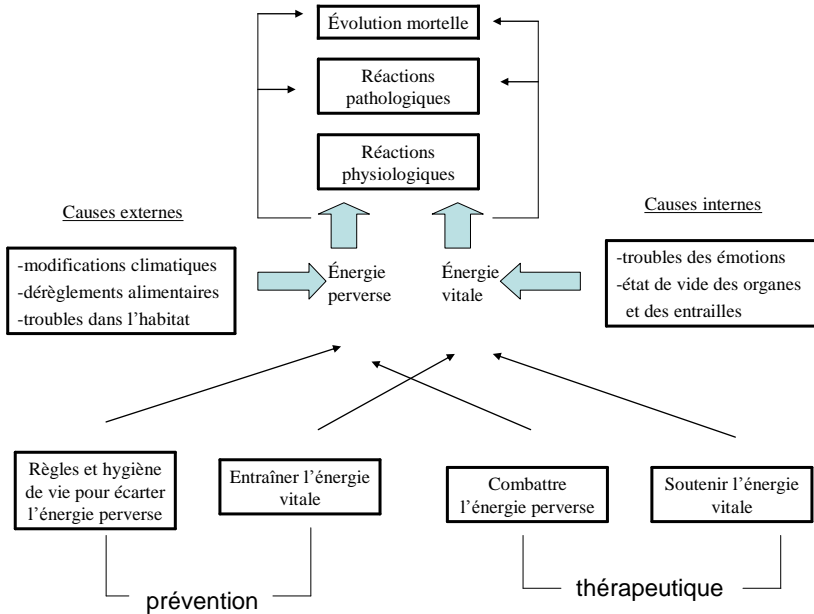 Évolution mortelle
Réactions
pathologiques
Réactions
physiologiques
Causes externes
Causes internes
-modifications climatiques
-dérèglements alimentaires
-troubles dans l’habitat
Énergie
perverse
Énergie
vitale
-troubles des émotions
-état de vide des organes
et des entrailles
Règles et hygiène
de vie pour écarter
l’énergie perverse
Entraîner l’énergie
vitale
Combattre
l’énergie perverse
Soutenir l’énergie
vitale
prévention
thérapeutique